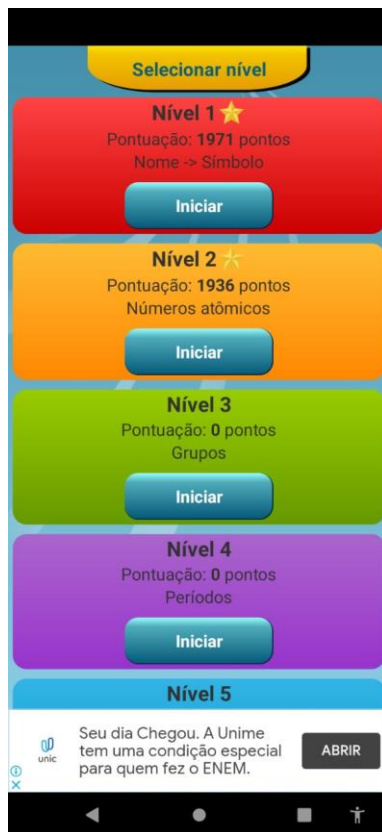 Selecionar nível
Nível 1
Pontuação: 1971 pontos
Nome -> Símbolo
Iniciar
Nível 2
Pontuação: 1936 pontos
Números atômicos
Iniciar
Nível 3
Pontuação: 0 pontos
Grupos
Iniciar
Nível 4
Pontuação: 0 pontos
Períodos
Iniciar
Nível 5
unic
Seu dia Chegou. A Unime
tem uma condição especial
para quem fez o ENEM.
ABRIR